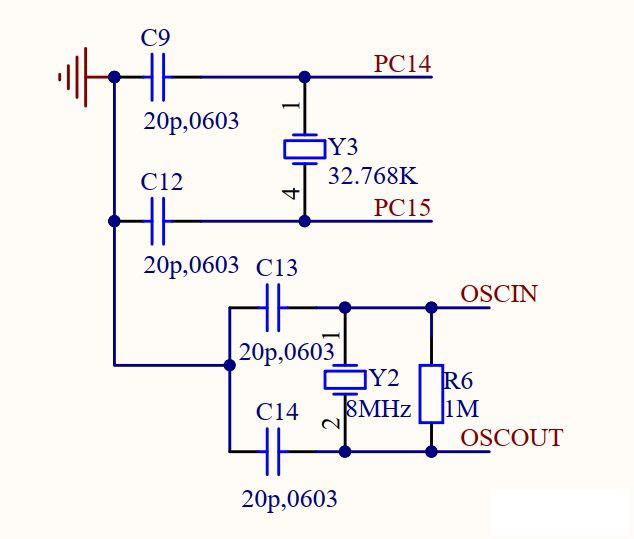 C9
PC14
1
20p,0603
Y3
32.768K
C12
4
PC15
20p,0603
C13
OSCIN
1
20p,0603
Y2
R6
8MHz
1M
C14
2
OSCOUT
20p,0603